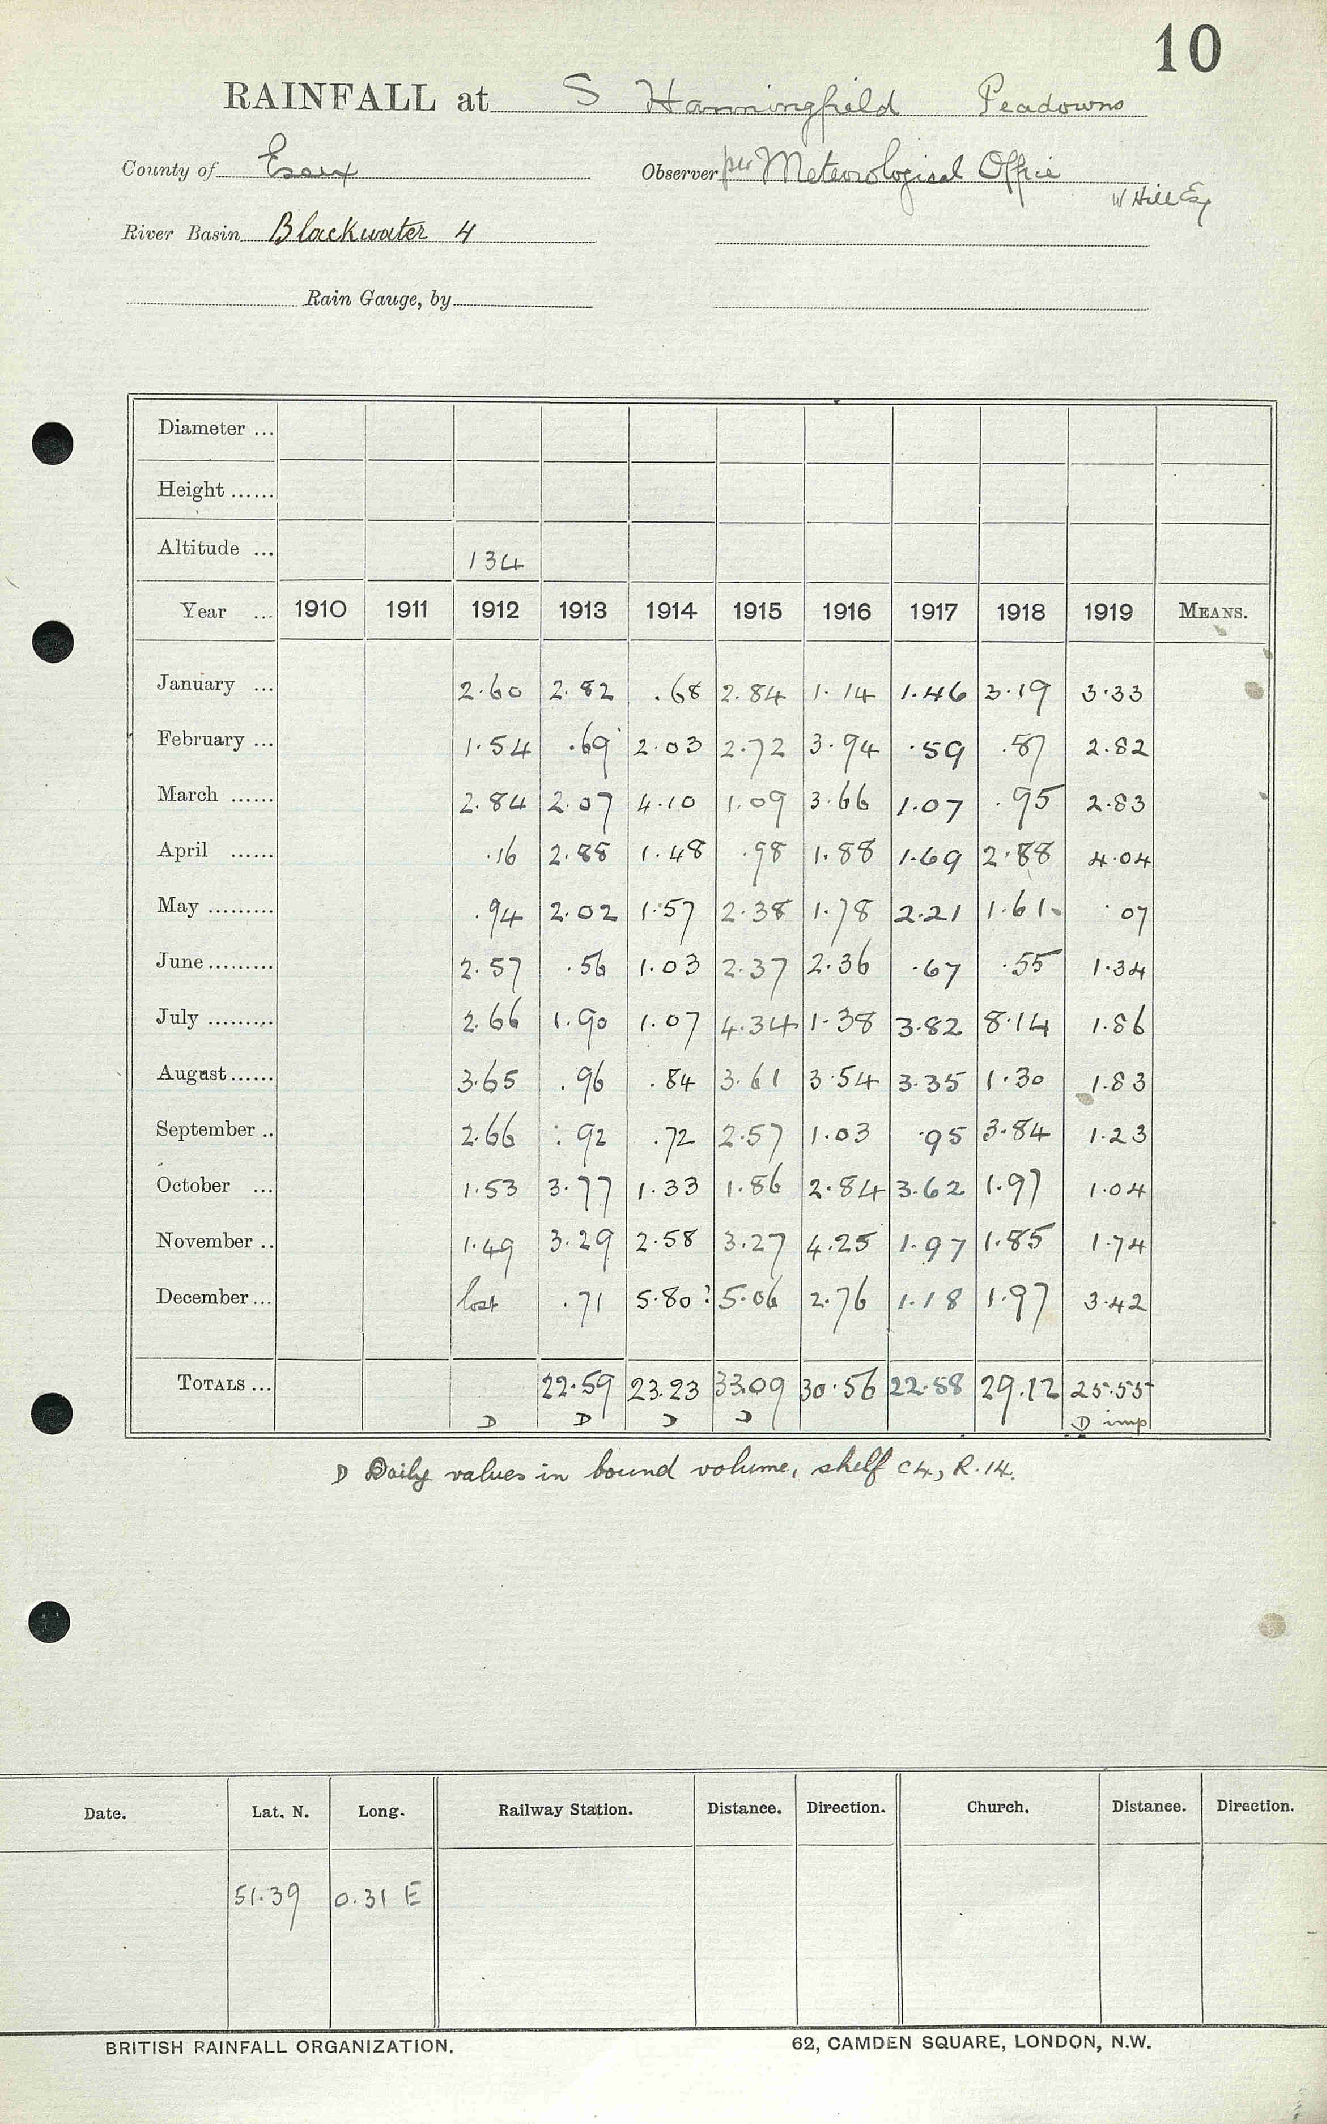 10
RAINFALL at S Hanningfield Peadowns
County of Essex Observer per Meteorological Office
W Hill Esq
River Basin Blackwater 4
Rain Gauge, by
Diameter ...
Height ......
Altitude ... 134
Year ... 1910 1911 1912 1913 1914 1915 1916 1917 1918 1919 MEANS.
January ... 2.60 2.82 .68 2.84 1.14 1.46 3.19 3.33
February ... 1.54 .69 2.03 2.72 3.94 .59 .87 2.82
March ...... 2.84 2.07 4.10 1.09 3.66 1.07 .95 2.83
April ...... .16 2.88 1.48 .98 1.88 1.69 2.88 4.04
May ......... .94 2.02 1.57 2.38 1.78 2.21 1.61 .07
June ......... 2.57 .56 1.03 2.37 2.36 .67 .55 1.34
July ......... 2.66 1.90 1.07 4.34 1.38 3.82 8.14 1.86
August ...... 3.65 .96 .84 3.61 3.54 3.35 1.30 1.83
September .. 2.66 .92 .72 2.57 1.03 .95 3.84 1.23
October ... 1.53 3.77 1.33 1.86 2.84 3.62 1.97 1.04
November .. 1.49 3.29 2.58 3.27 4.25 1.97 1.85 1.74
December ... lost .71 5.80? 5.06 2.76 1.18 1.97 3.42
TOTALS ... 22.59 23.23 33.09 30.56 22.58 29.12 25.55
D D D D D imp
D Daily values in bound volume, shelf C4, R.14.
Date. Lat. N. Long. Railway Station. Distance. Direction. Church. Distance. Direction.
51.39 0.31 E
BRITISH RAINFALL ORGANIZATION. 62, CAMDEN SQUARE, LONDON, N.W.